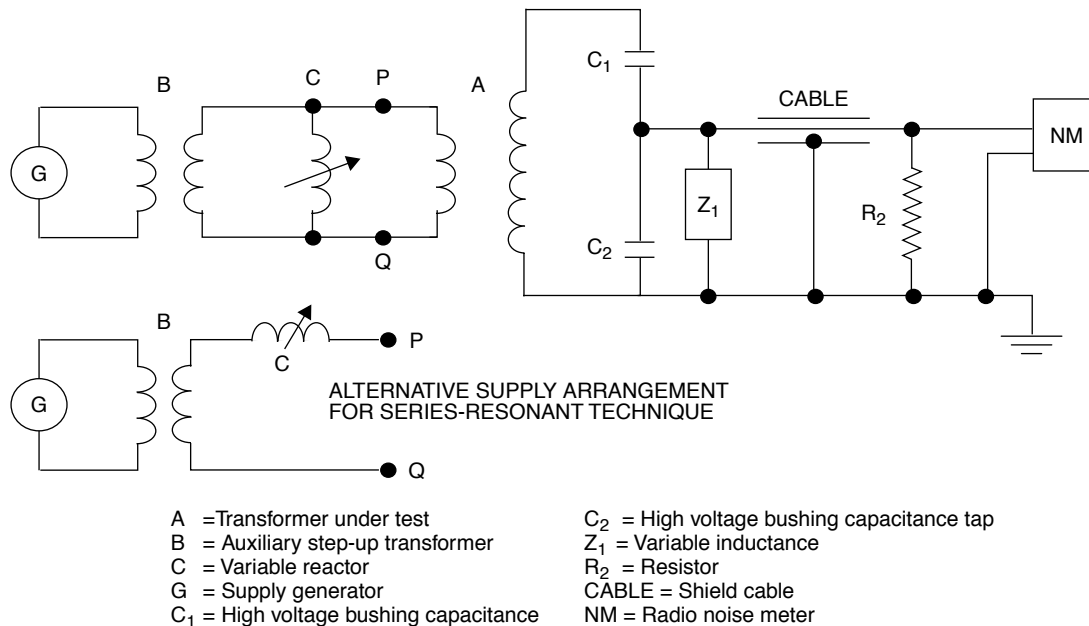 C₁
CABLE
B
C
P
A
NM
G
Z₁
R₂
C₂
Q
B
P
C
G
ALTERNATIVE SUPPLY ARRANGEMENT
FOR SERIES-RESONANT TECHNIQUE
Q
A =Transformer under test
B = Auxiliary step-up transformer
C = Variable reactor
G = Supply generator
C₁ = High voltage bushing capacitance
C₂ = High voltage bushing capacitance tap
Z₁ = Variable inductance
R₂ = Resistor
CABLE = Shield cable
NM = Radio noise meter